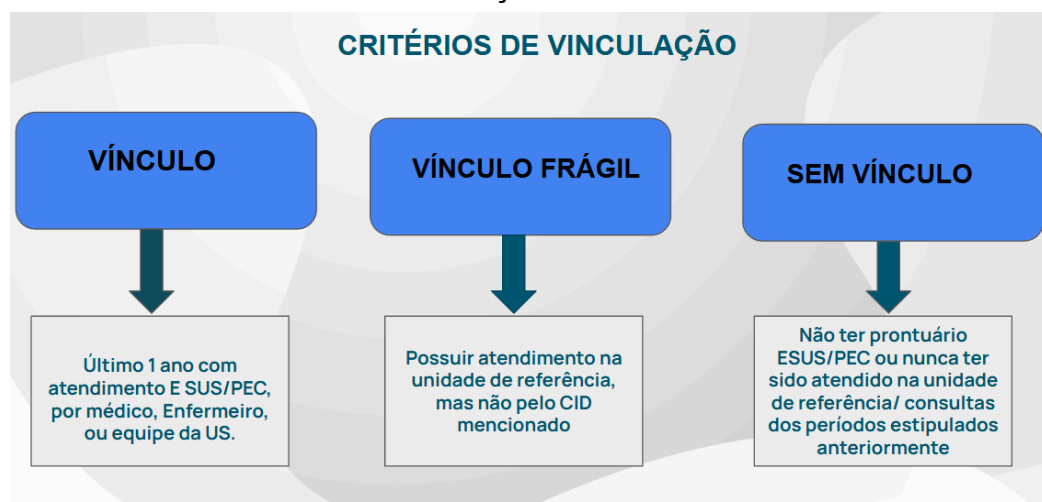 CRITÉRIOS DE VINCULAÇÃO
VÍNCULO
Último 1 ano com
atendimento E SUS/PEC,
por médico, Enfermeiro,
ou equipe da US.
VÍNCULO FRÁGIL
Possuir atendimento na
unidade de referência,
mas não pelo CID
mencionado
SEM VÍNCULO
Não ter prontuário
ESUS/PEC ou nunca ter
sido atendido na unidade
de referência/ consultas
dos períodos estipulados
anteriormente